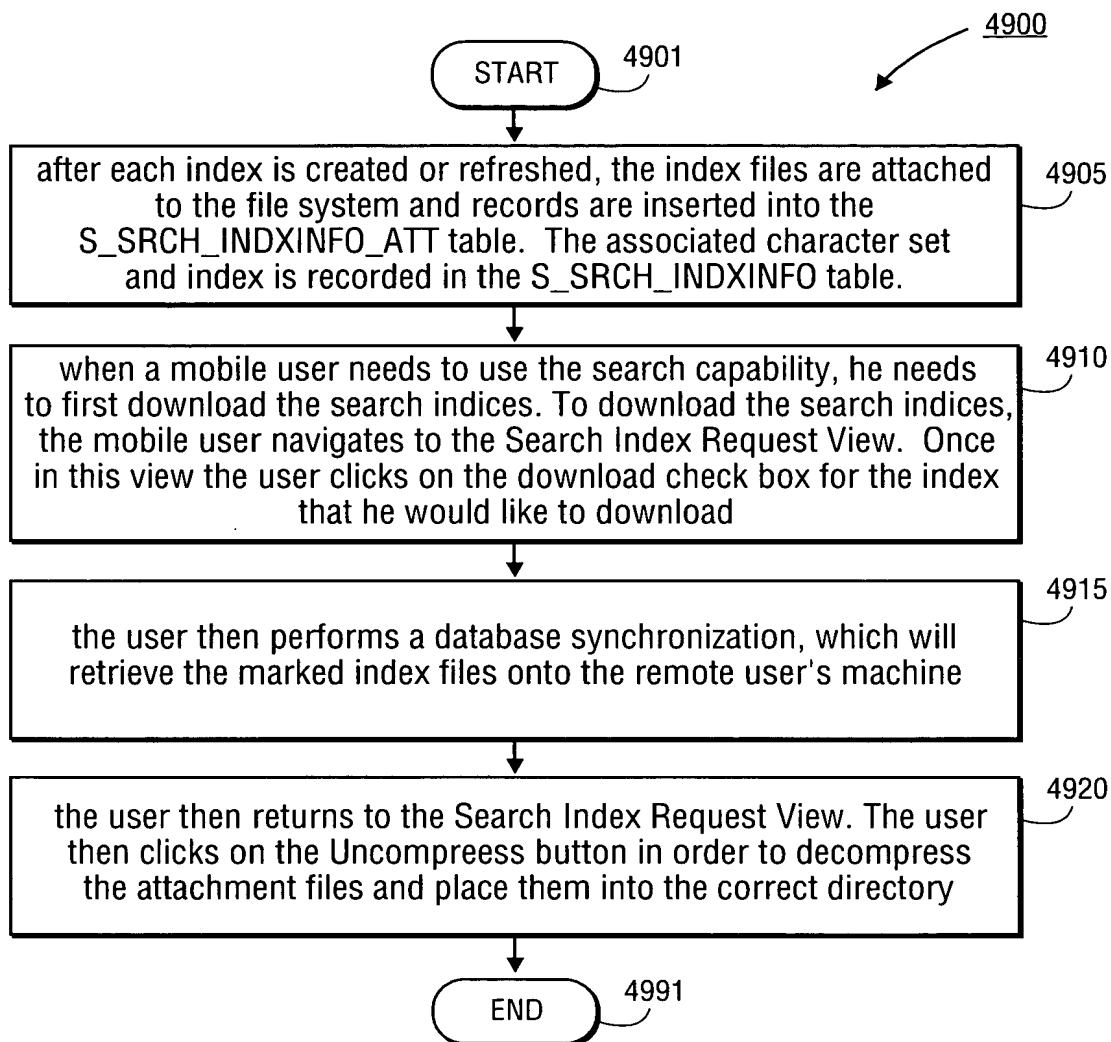 4900
START
4901
after each index is created or refreshed, the index files are attached
to the file system and records are inserted into the
S_SRCH_INDXINFO_ATT table. The associated character set
and index is recorded in the S_SRCH_INDXINFO table.
4905
when a mobile user needs to use the search capability, he needs
to first download the search indices. To download the search indices,
the mobile user navigates to the Search Index Request View. Once
in this view the user clicks on the download check box for the index
that he would like to download
4910
the user then performs a database synchronization, which will
retrieve the marked index files onto the remote user's machine
4915
the user then returns to the Search Index Request View. The user
then clicks on the Uncompreess button in order to decompress
the attachment files and place them into the correct directory
4920
END
4991